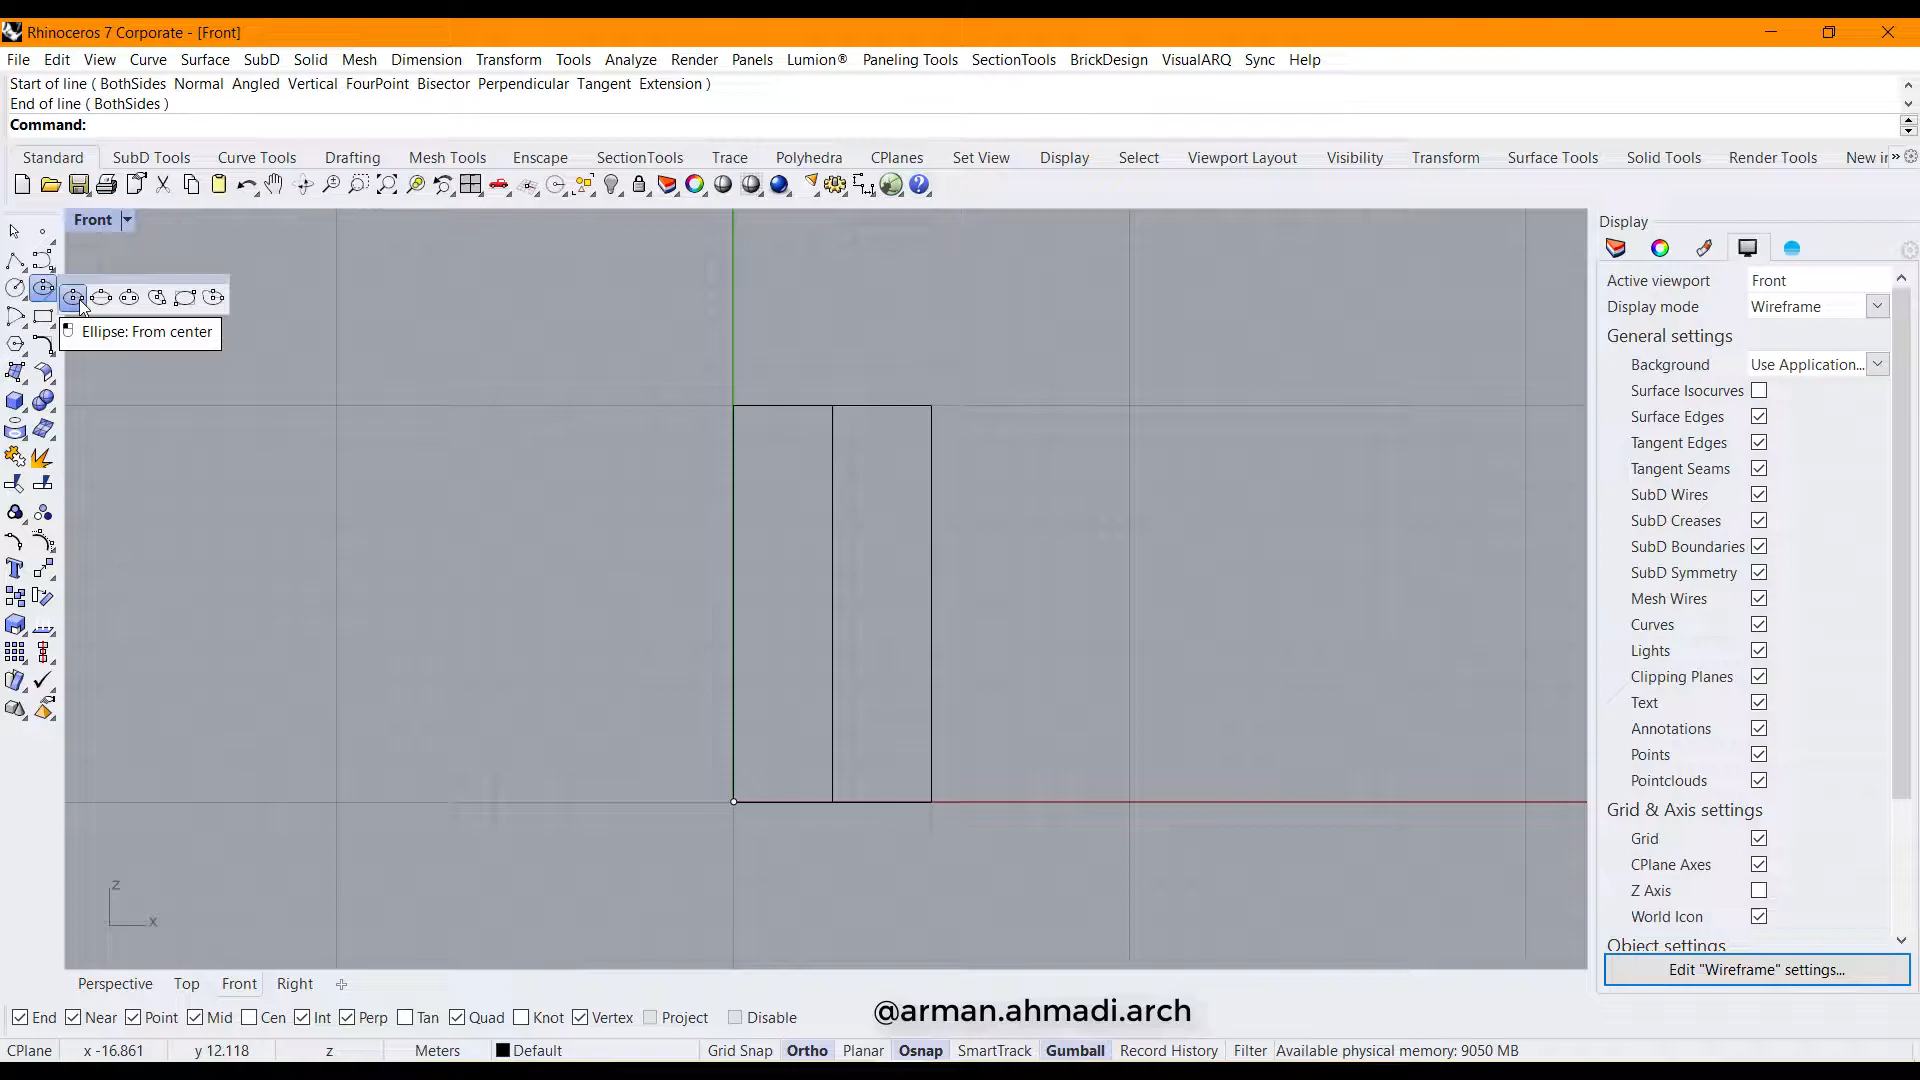 Rhinoceros 7 Corporate - [Front]
File Edit View Curve Surface SubD Solid Mesh Dimension Transform Tools Analyze Render Panels Lumion® Paneling Tools SectionTools BrickDesign VisualARQ Sync Help
Start of line ( BothSides Normal Angled Vertical FourPoint Bisector Perpendicular Tangent Extension )
End of line ( BothSides )
Command:
Standard SubD Tools Curve Tools Drafting Mesh Tools Enscape SectionTools Trace Polyhedra CPlanes Set View Display Select Viewport Layout Visibility Transform Surface Tools Solid Tools Render Tools New in »
Front
Ellipse: From center
Display
Active viewport Front
Display mode Wireframe
General settings
Background Use Application...
Surface Isocurves
Surface Edges
Tangent Edges
Tangent Seams
SubD Wires
SubD Creases
SubD Boundaries
SubD Symmetry
Mesh Wires
Curves
Lights
Clipping Planes
Text
Annotations
Points
Pointclouds
Grid & Axis settings
Grid
CPlane Axes
Z Axis
World Icon
Object settings
Edit "Wireframe" settings...
z
x
Perspective Top Front Right
End Near Point Mid Cen Int Perp Tan Quad Knot Vertex Project Disable
@arman.ahmadi.arch
CPlane x -16.861 y 12.118 z Meters Default Grid Snap Ortho Planar Osnap SmartTrack Gumball Record History Filter Available physical memory: 9050 MB